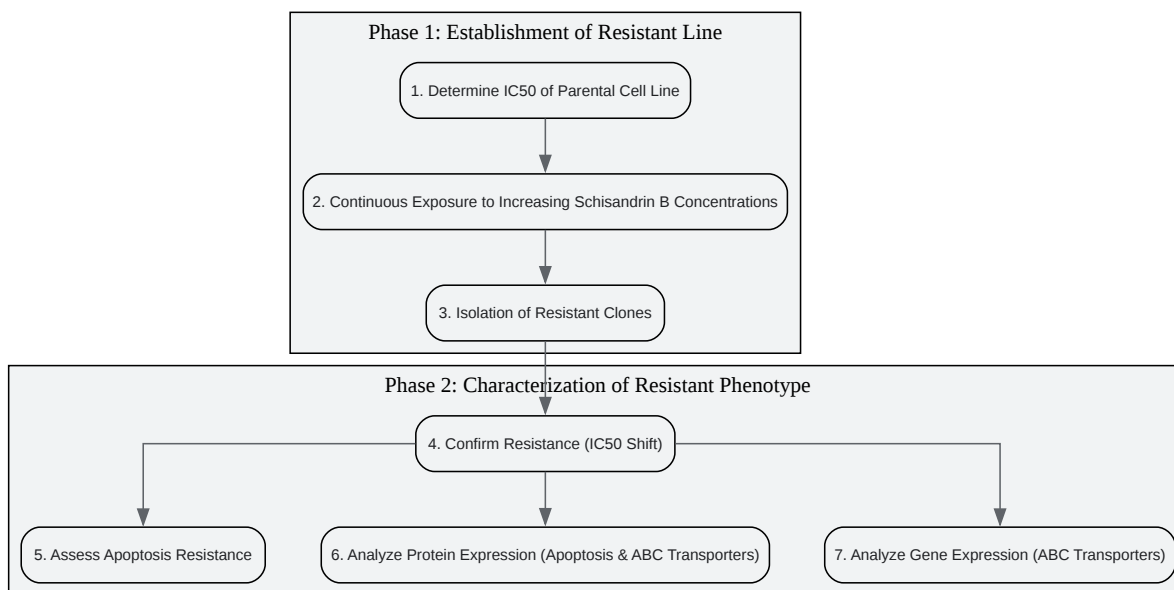 Phase 1: Establishment of Resistant Line
1. Determine IC50 of Parental Cell Line
2. Continuous Exposure to Increasing Schisandrin B Concentrations
3. Isolation of Resistant Clones
Phase 2: Characterization of Resistant Phenotype
4. Confirm Resistance (IC50 Shift)
5. Assess Apoptosis Resistance
6. Analyze Protein Expression (Apoptosis & ABC Transporters)
7. Analyze Gene Expression (ABC Transporters)